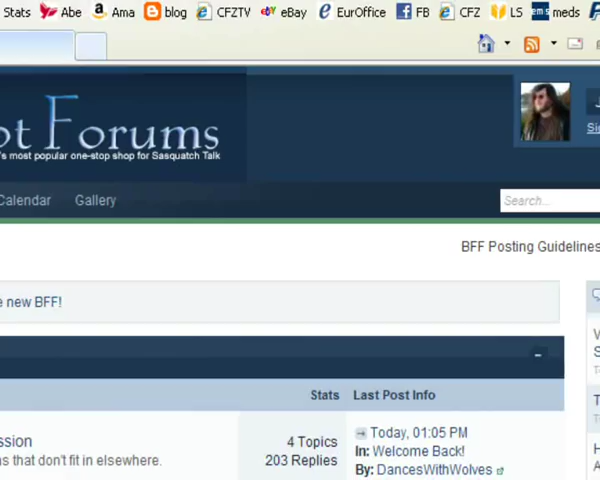 Stats Abe Ama blog CFZTV eBay EurOffice FB CFZ LS ems meds
ot Forums
's most popular one-stop shop for Sasquatch Talk
Calendar Gallery
Search...
BFF Posting Guidelines
e new BFF!
Stats Last Post Info
ssion
4 Topics
Today, 01:05 PM
ns that don't fit in elsewhere.
203 Replies
In: Welcome Back!
By: DancesWithWolves